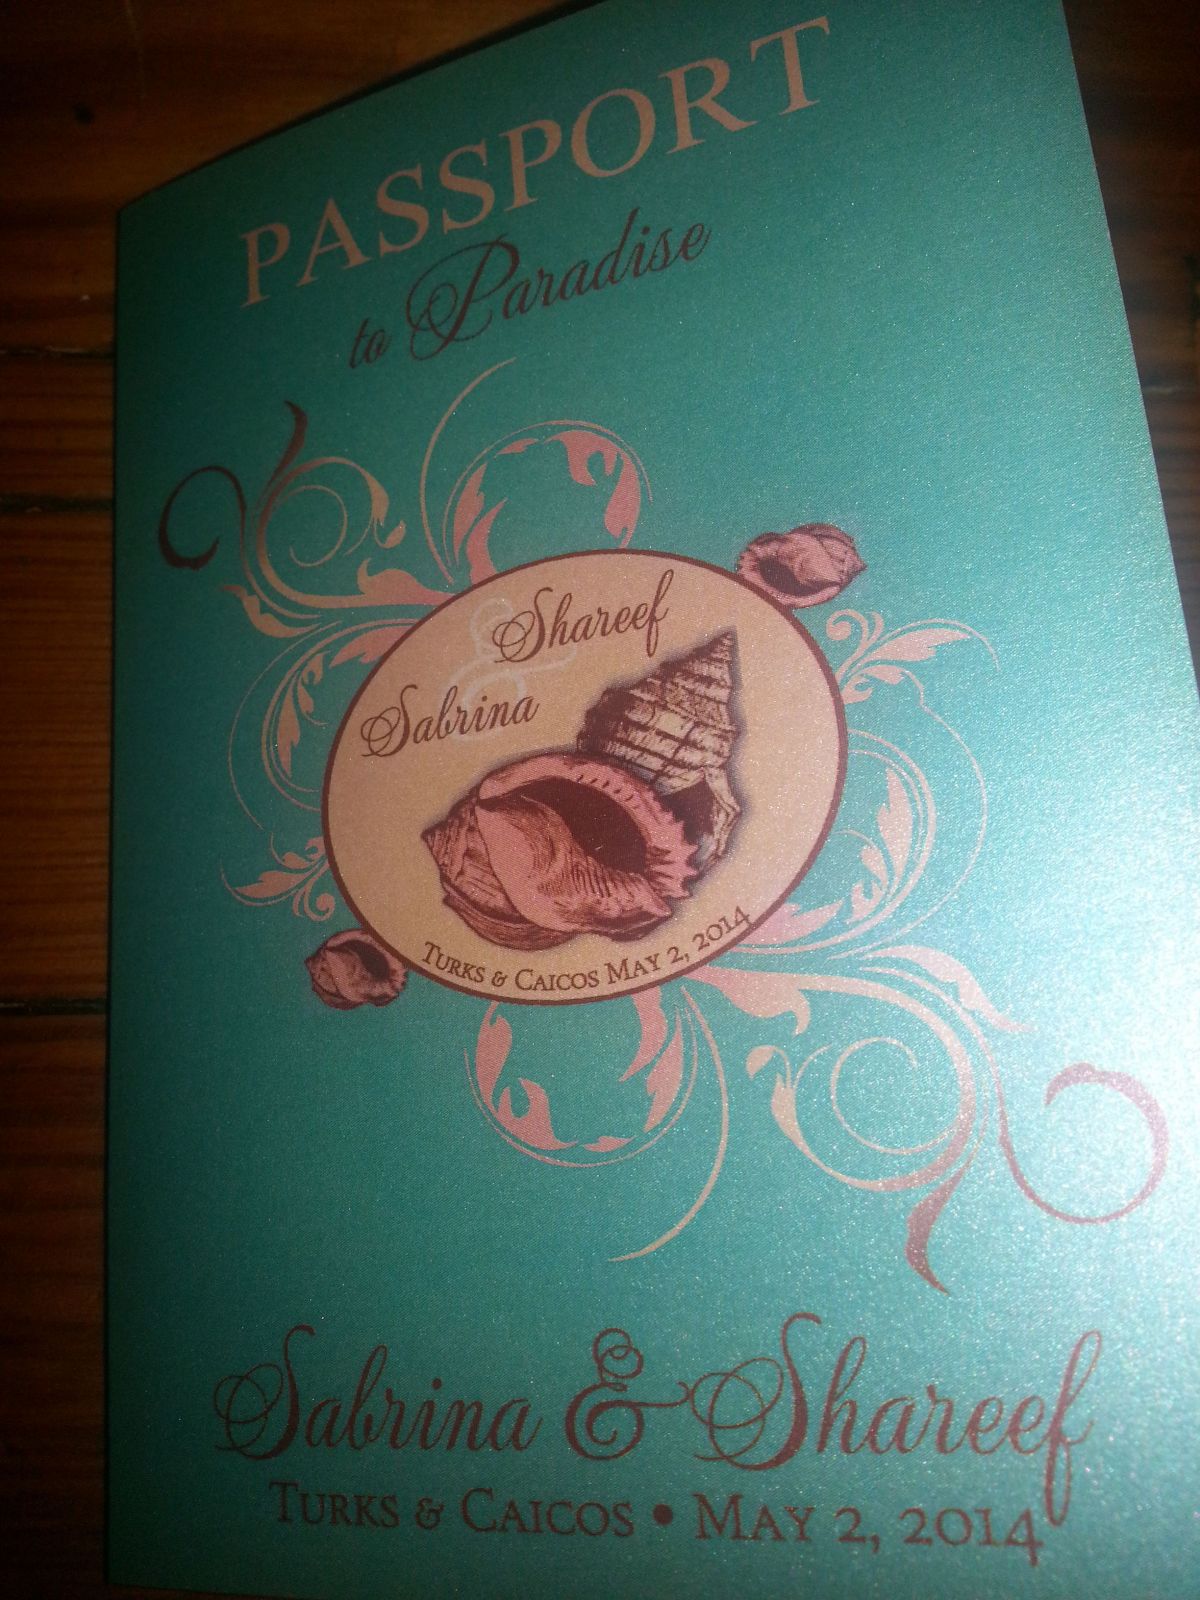 PASSPORT
to Paradise
Shareef
&
Sabrina
TURKS & CAICOS MAY 2, 2014
Sabrina & Shareef
TURKS & CAICOS • MAY 2, 2014